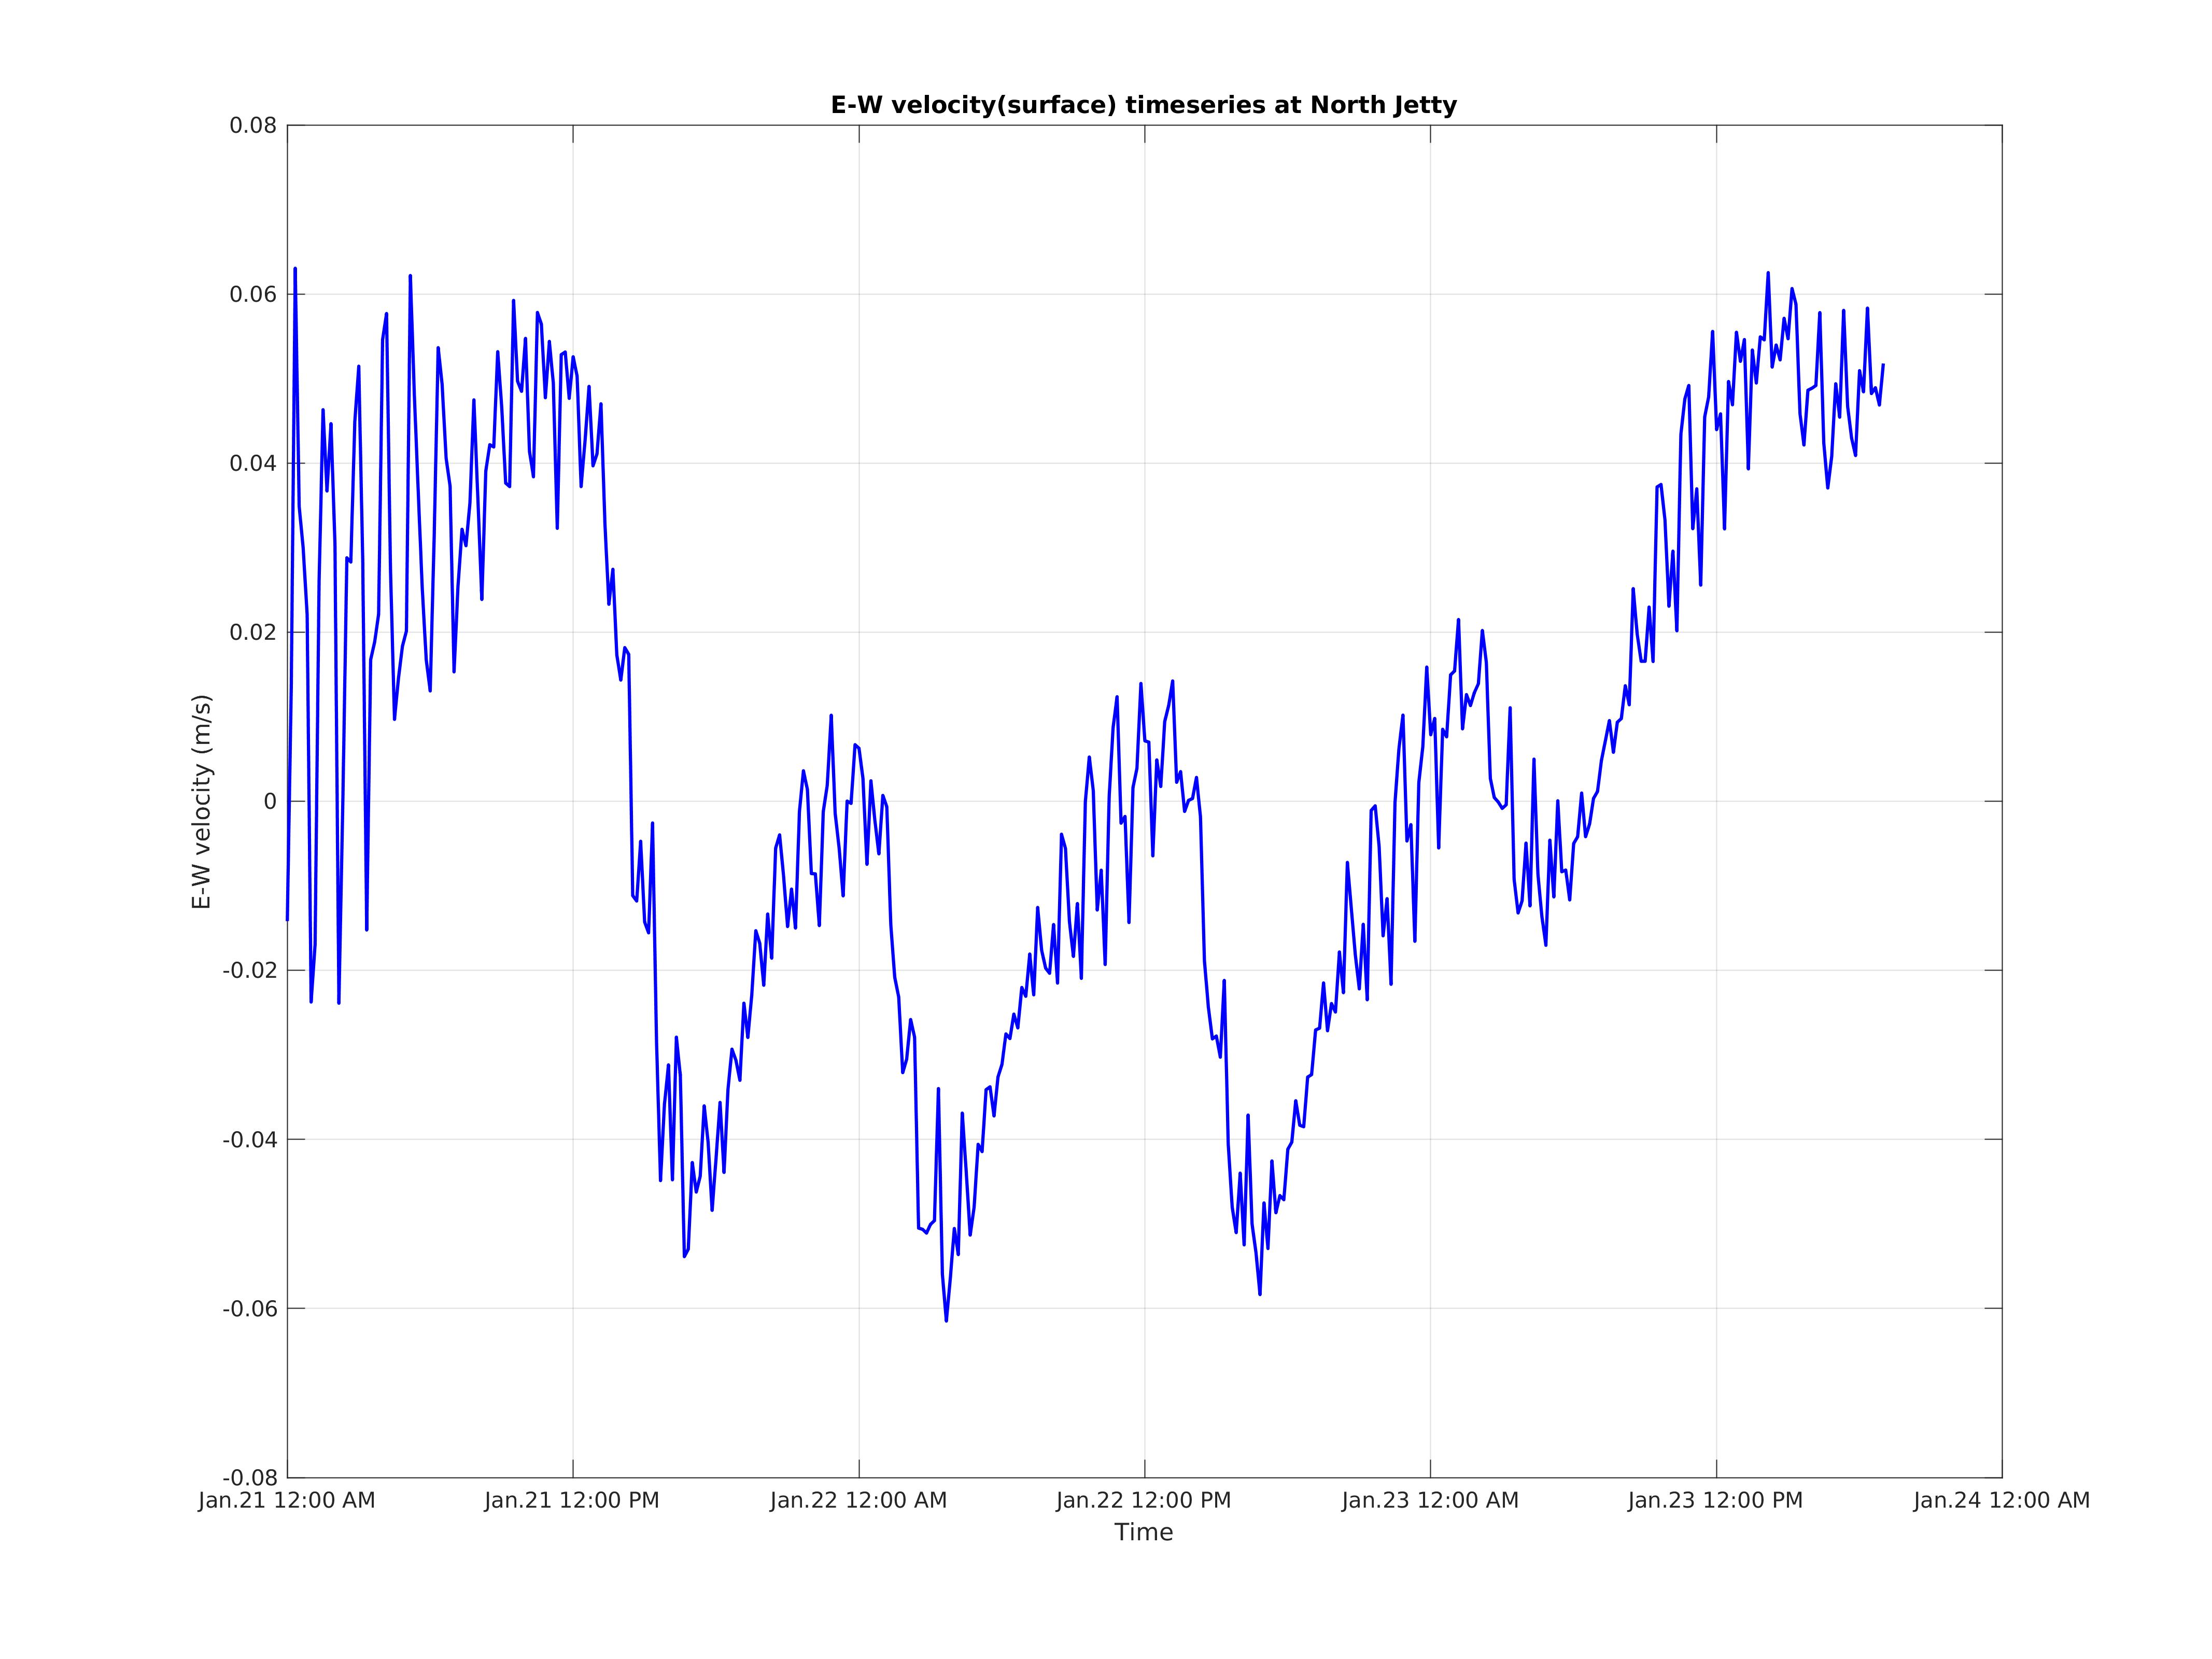 E-W velocity(surface) timeseries at North Jetty
0.08
0.06
0.04
0.02
0
-0.02
-0.04
-0.06
-0.08
E-W velocity (m/s)
Jan.21 12:00 AM
Jan.21 12:00 PM
Jan.22 12:00 AM
Jan.22 12:00 PM
Jan.23 12:00 AM
Jan.23 12:00 PM
Jan.24 12:00 AM
Time